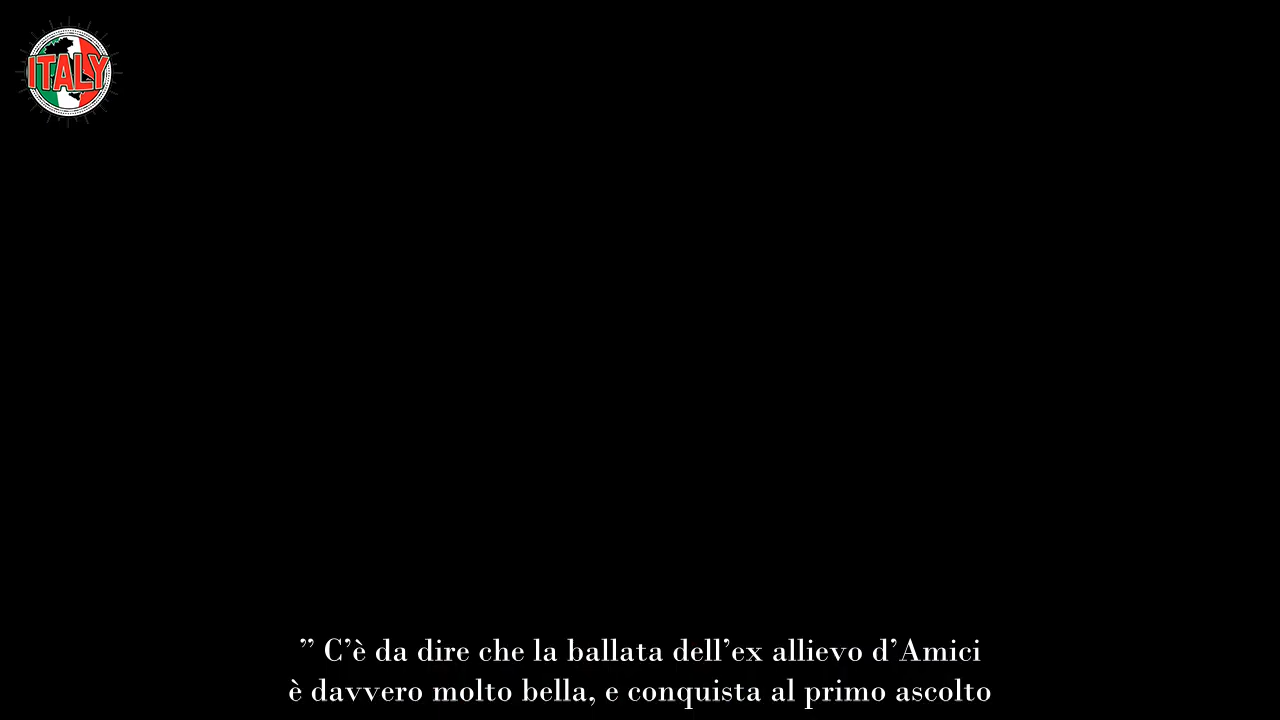 ITALY
” C’è da dire che la ballata dell’ex allievo d’Amici
è davvero molto bella, e conquista al primo ascolto